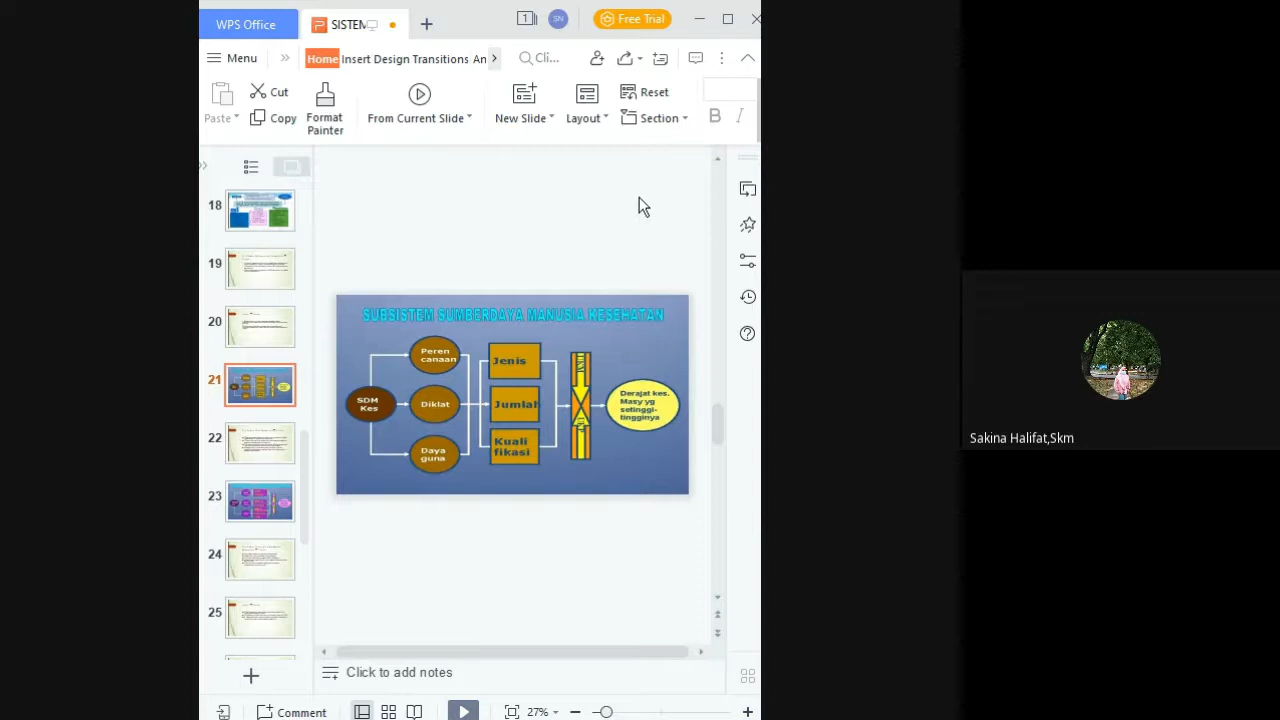 WPS Office
SISTEM
1
SN
Free Trial
Menu
Home Insert Design Transitions An
Cli...
Paste
Cut
Copy
Format
Painter
From Current Slide
New Slide
Layout
Reset
Section
B I
18
19
20
21
22
23
24
25
SUBSISTEM SUMBERDAYA MANUSIA KESEHATAN
SDM
Kes
Peren
canaan
Diklat
Daya
guna
Jenis
Jumlah
Kuali
fikasi
Derajat kes.
Masy yg
setinggi-
tingginya
Sakina Halifat,Skm
Click to add notes
Comment
27%